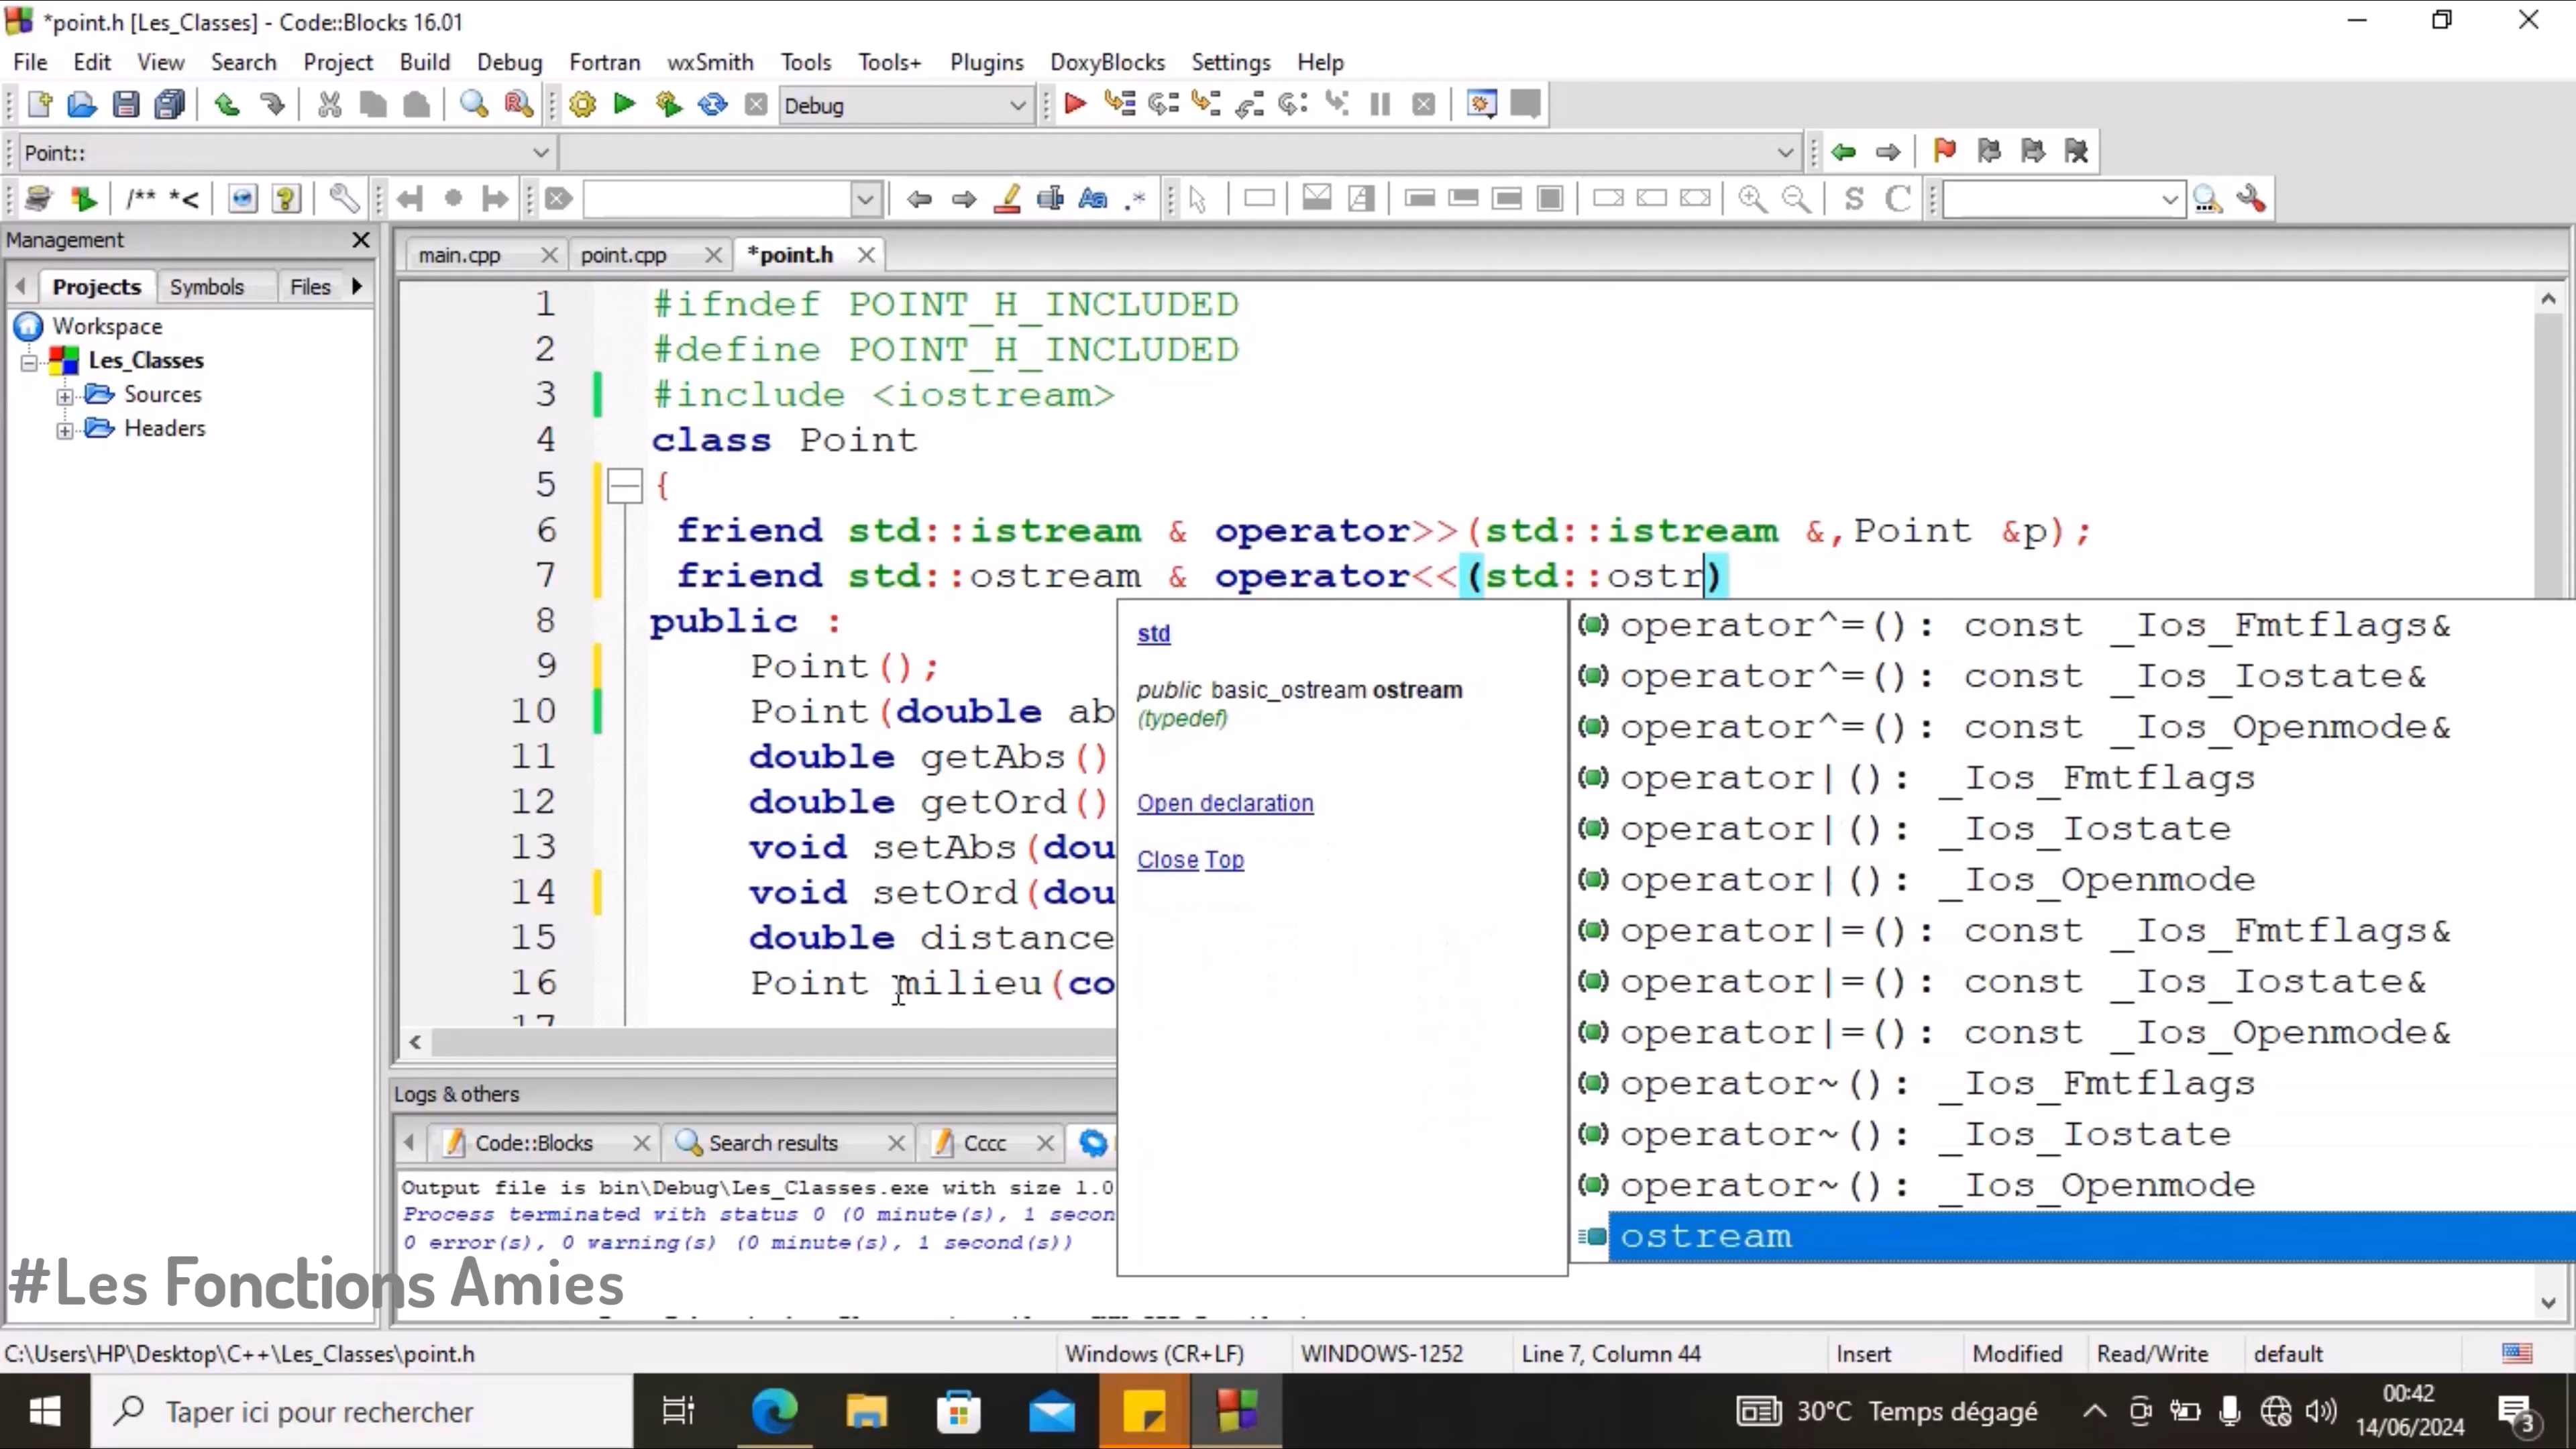 *point.h [Les_Classes] - Code::Blocks 16.01
File Edit View Search Project Build Debug Fortran wxSmith Tools Tools+ Plugins DoxyBlocks Settings Help
Debug
Point::
/** *< S C
Management
main.cpp point.cpp *point.h
Projects Symbols Files
Workspace
Les_Classes
Sources
Headers
1 #ifndef POINT_H_INCLUDED
2 #define POINT_H_INCLUDED
3 #include <iostream>
4 class Point
5 {
6 friend std::istream & operator>>(std::istream &,Point &p);
7 friend std::ostream & operator<<(std::ostr)
8 public :
9 Point();
10 Point(double ab
11 double getAbs()
12 double getOrd()
13 void setAbs(dou
14 void setOrd(dou
15 double distance
16 Point milieu(co
17
std
public basic_ostream ostream
(typedef)
Open declaration
Close Top
operator^=(): const _Ios_Fmtflags&
operator^=(): const _Ios_Iostate&
operator^=(): const _Ios_Openmode&
operator|(): _Ios_Fmtflags
operator|(): _Ios_Iostate
operator|(): _Ios_Openmode
operator|=(): const _Ios_Fmtflags&
operator|=(): const _Ios_Iostate&
operator|=(): const _Ios_Openmode&
operator~(): _Ios_Fmtflags
operator~(): _Ios_Iostate
operator~(): _Ios_Openmode
ostream
Logs & others
Code::Blocks Search results Cccc
Output file is bin\Debug\Les_Classes.exe with size 1.0
Process terminated with status 0 (0 minute(s), 1 secon
0 error(s), 0 warning(s) (0 minute(s), 1 second(s))
#Les Fonctions Amies
C:\Users\HP\Desktop\C++\Les_Classes\point.h Windows (CR+LF) WINDOWS-1252 Line 7, Column 44 Insert Modified Read/Write default
Taper ici pour rechercher
30°C Temps dégagé
00:42
14/06/2024
3